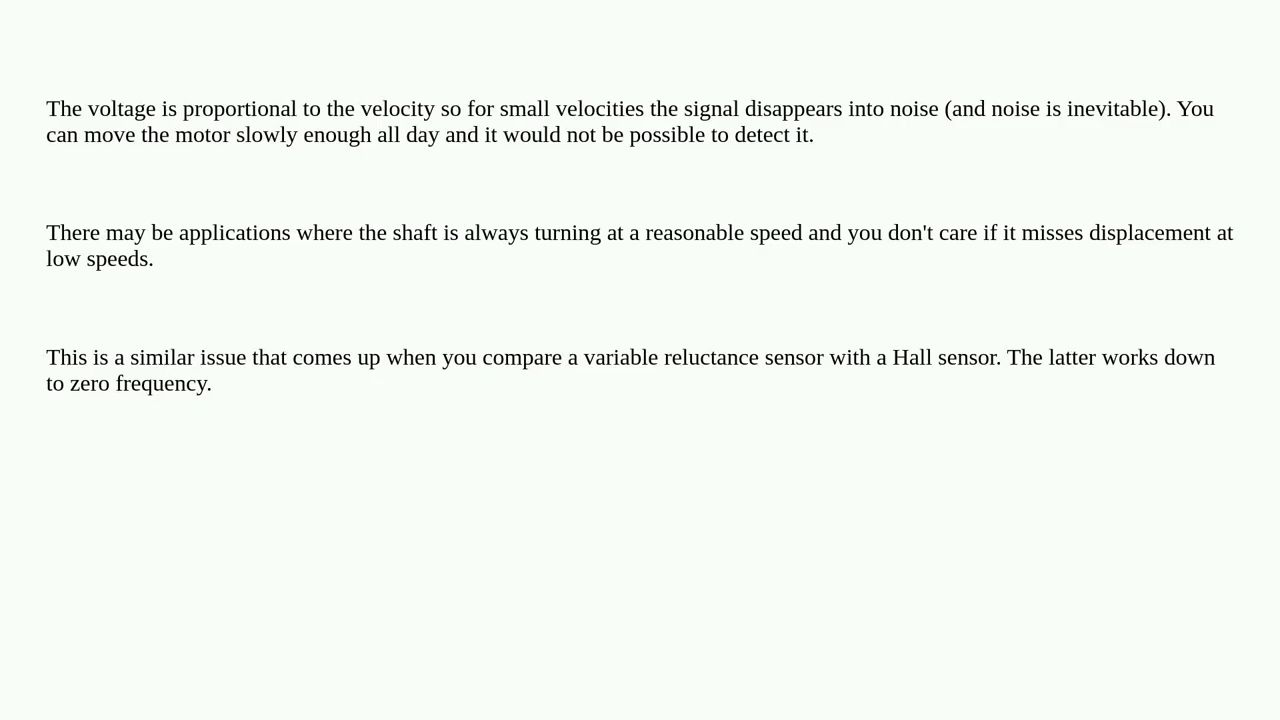 The voltage is proportional to the velocity so for small velocities the signal disappears into noise (and noise is inevitable). You
can move the motor slowly enough all day and it would not be possible to detect it.
There may be applications where the shaft is always turning at a reasonable speed and you don't care if it misses displacement at
low speeds.
This is a similar issue that comes up when you compare a variable reluctance sensor with a Hall sensor. The latter works down
to zero frequency.